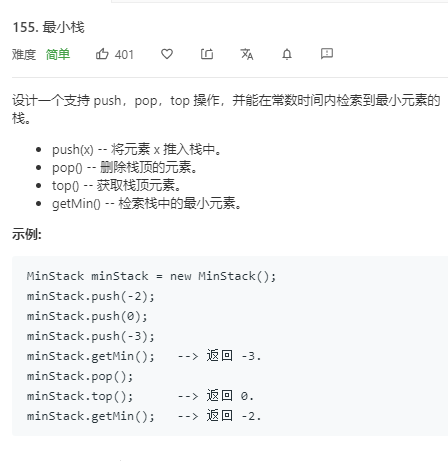 155. 最小栈
难度 简单 401
设计一个支持 push，pop，top 操作，并能在常数时间内检索到最小元素的
栈。
• push(x) -- 将元素 x 推入栈中。
• pop() -- 删除栈顶的元素。
• top() -- 获取栈顶元素。
• getMin() -- 检索栈中的最小元素。
示例:
MinStack minStack = new MinStack();
minStack.push(-2);
minStack.push(0);
minStack.push(-3);
minStack.getMin();   --> 返回 -3.
minStack.pop();
minStack.top();      --> 返回 0.
minStack.getMin();   --> 返回 -2.